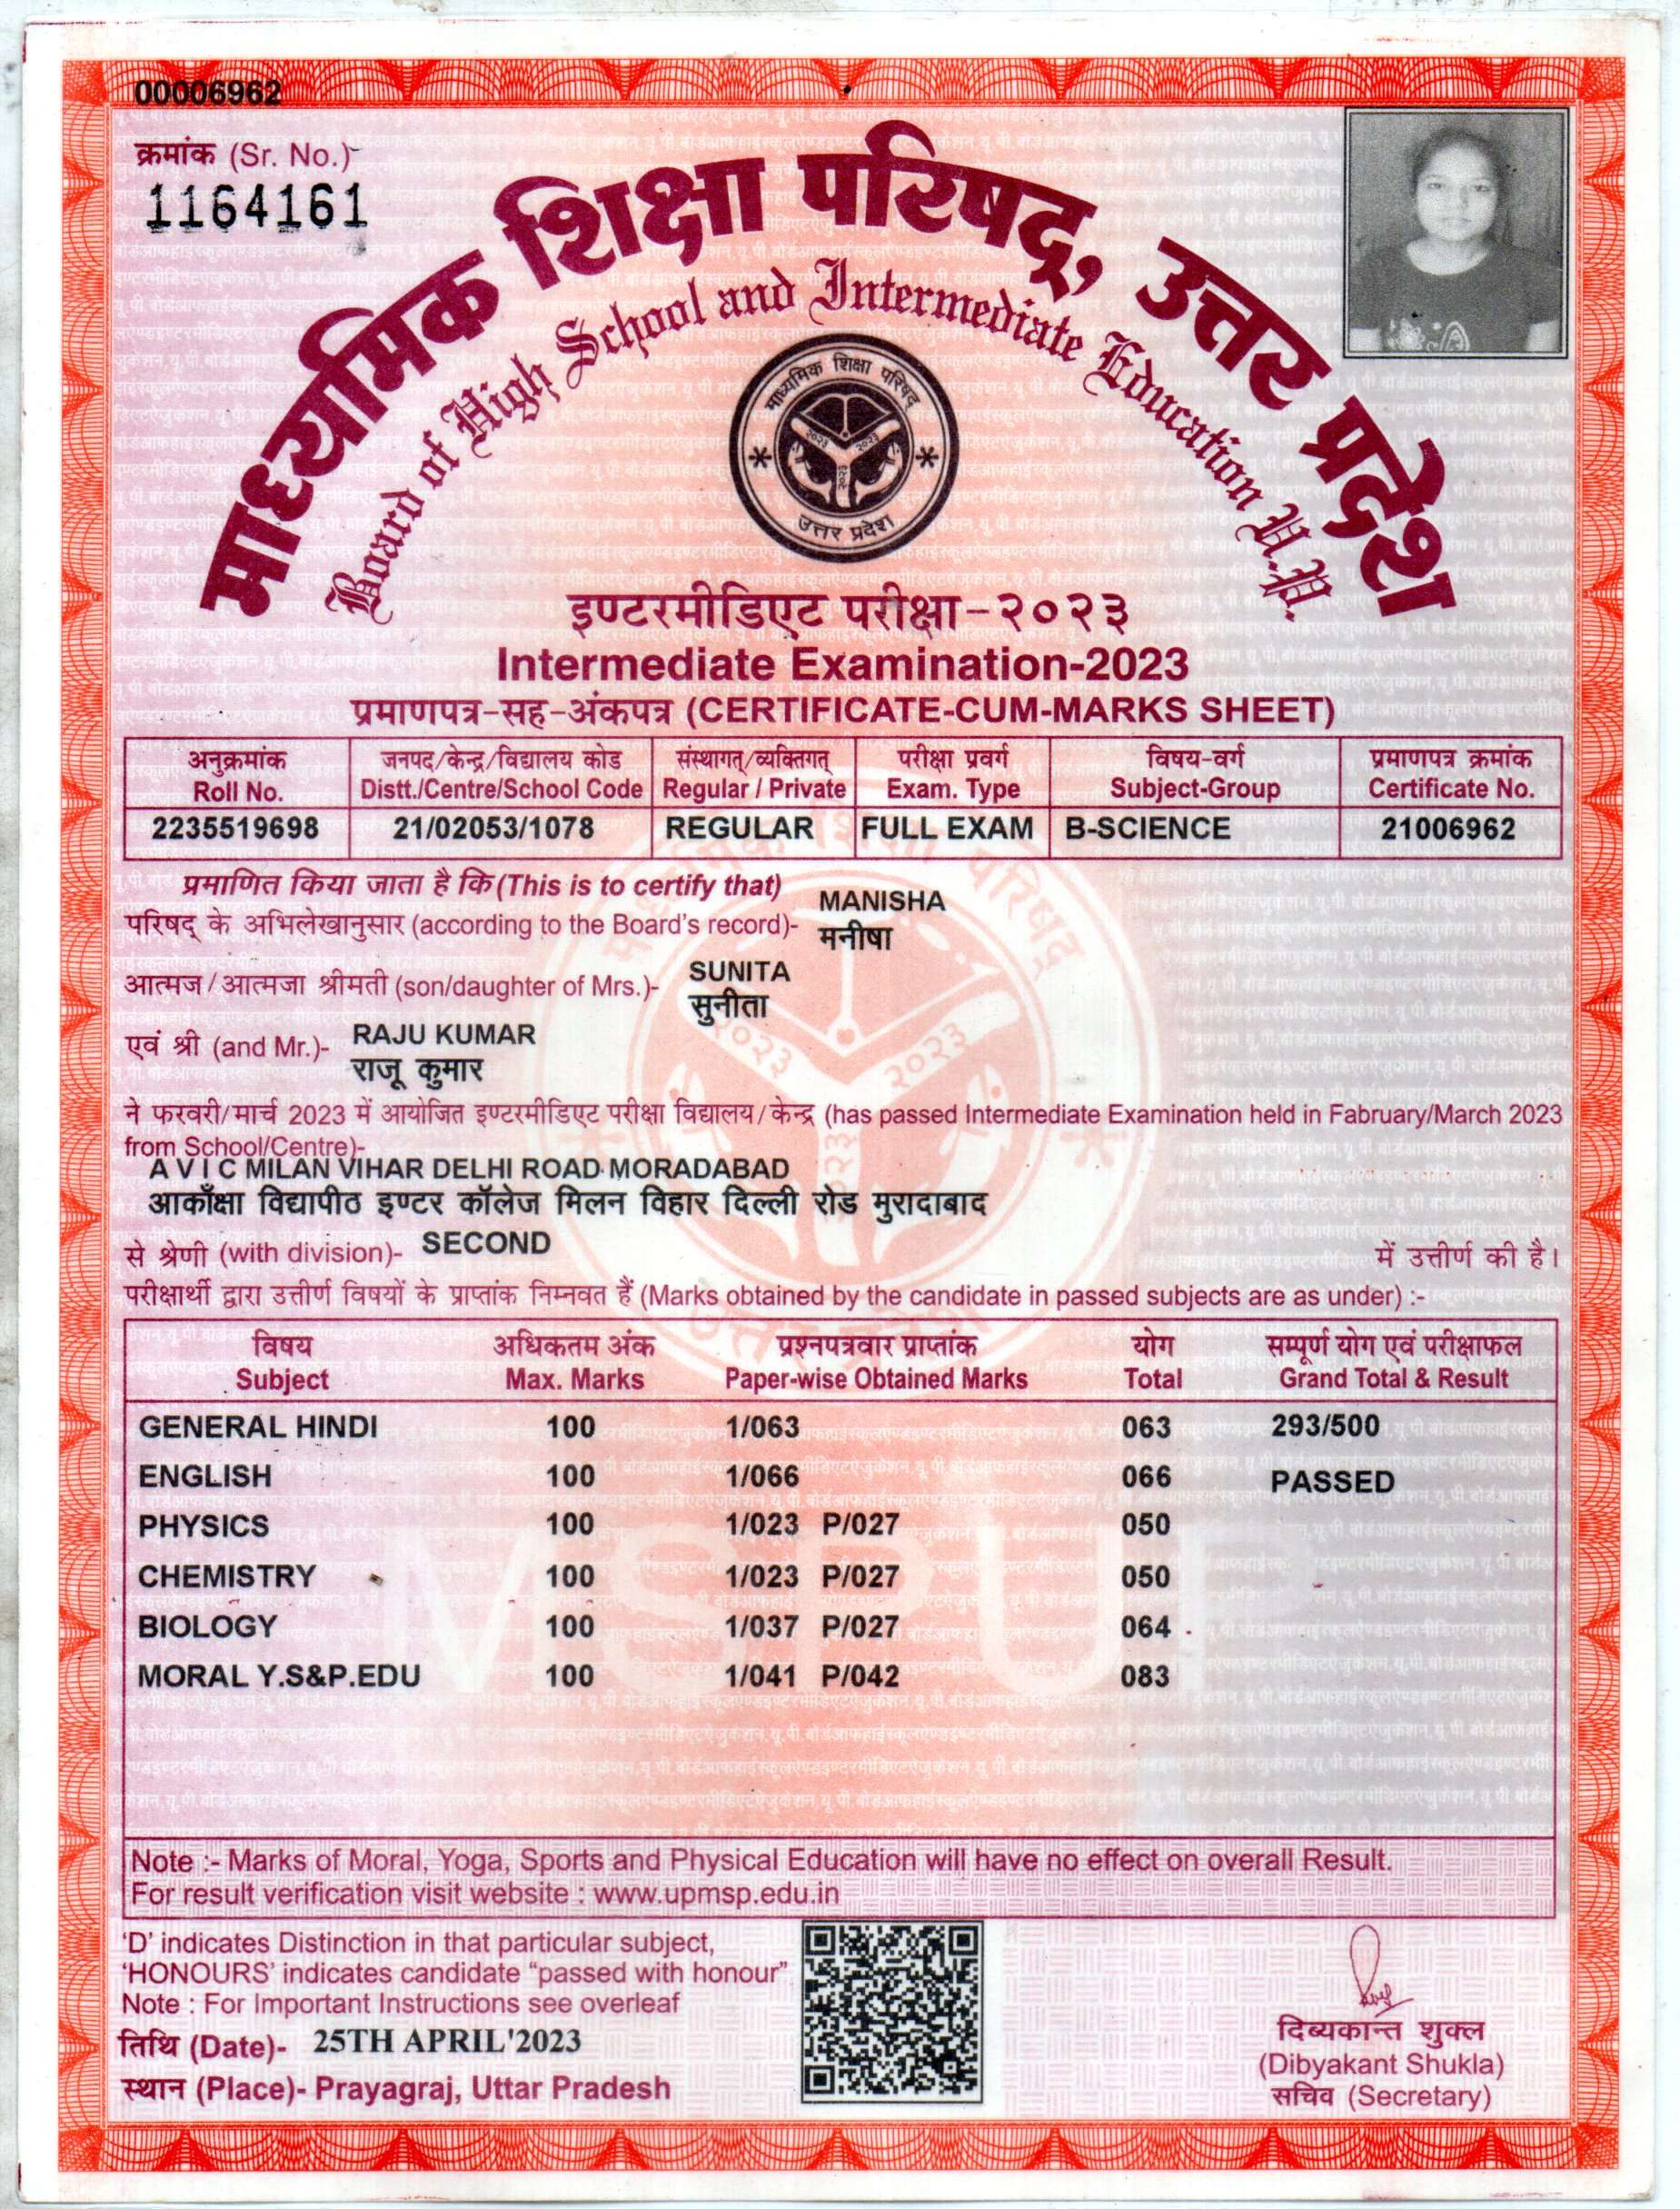 00006962
क्रमांक (Sr. No.)
1164161
माध्यमिक शिक्षा परिषद्, उत्तर प्रदेश
Board of High School and Intermediate Education U.P.
माध्यमिक शिक्षा परिषद्
२०२३ २०२३
२०२३
उत्तर प्रदेश
इण्टरमीडिएट परीक्षा-२०२३
Intermediate Examination-2023
प्रमाणपत्र-सह-अंकपत्र (CERTIFICATE-CUM-MARKS SHEET)
अनुक्रमांक जनपद/केन्द्र/विद्यालय कोड संस्थागत्/व्यक्तिगत् परीक्षा प्रवर्ग विषय-वर्ग प्रमाणपत्र क्रमांक
Roll No. Distt./Centre/School Code Regular / Private Exam. Type Subject-Group Certificate No.
2235519698 21/02053/1078 REGULAR FULL EXAM B-SCIENCE 21006962
प्रमाणित किया जाता है कि (This is to certify that)
MANISHA
परिषद् के अभिलेखानुसार (according to the Board's record)-
मनीषा
SUNITA
आत्मज/आत्मजा श्रीमती (son/daughter of Mrs.)-
सुनीता
RAJU KUMAR
एवं श्री (and Mr.)-
राजू कुमार
ने फरवरी/मार्च 2023 में आयोजित इण्टरमीडिएट परीक्षा विद्यालय/केन्द्र (has passed Intermediate Examination held in Fabruary/March 2023
from School/Centre)-
A V I C MILAN VIHAR DELHI ROAD MORADABAD
आकाँक्षा विद्यापीठ इण्टर कॉलेज मिलन विहार दिल्ली रोड मुरादाबाद
से श्रेणी (with division)- SECOND में उत्तीर्ण की है।
परीक्षार्थी द्वारा उत्तीर्ण विषयों के प्राप्तांक निम्नवत हैं (Marks obtained by the candidate in passed subjects are as under) :-
विषय अधिकतम अंक प्रश्नपत्रवार प्राप्तांक योग सम्पूर्ण योग एवं परीक्षाफल
Subject Max. Marks Paper-wise Obtained Marks Total Grand Total & Result
GENERAL HINDI 100 1/063 063 293/500
ENGLISH 100 1/066 066 PASSED
PHYSICS 100 1/023 P/027 050
CHEMISTRY 100 1/023 P/027 050
BIOLOGY 100 1/037 P/027 064
MORAL Y.S&P.EDU 100 1/041 P/042 083
MSPUP
Note :- Marks of Moral, Yoga, Sports and Physical Education will have no effect on overall Result.
For result verification visit website : www.upmsp.edu.in
'D' indicates Distinction in that particular subject,
'HONOURS' indicates candidate "passed with honour"
Note : For Important Instructions see overleaf
तिथि (Date)- 25TH APRIL'2023
स्थान (Place)- Prayagraj, Uttar Pradesh
दिब्यकान्त शुक्ल
(Dibyakant Shukla)
सचिव (Secretary)